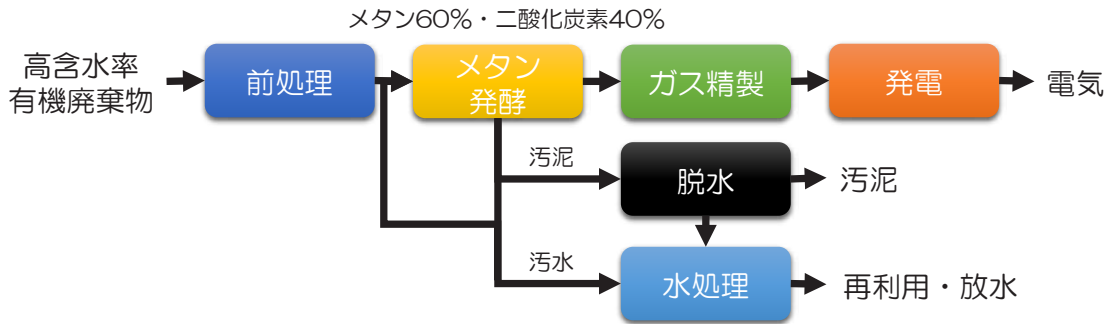 メタン60%・二酸化炭素40%
高含水率
有機廃棄物
前処理
メタン
発酵
ガス精製
発電
電気
汚泥
脱水
汚泥
汚水
水処理
再利用・放水